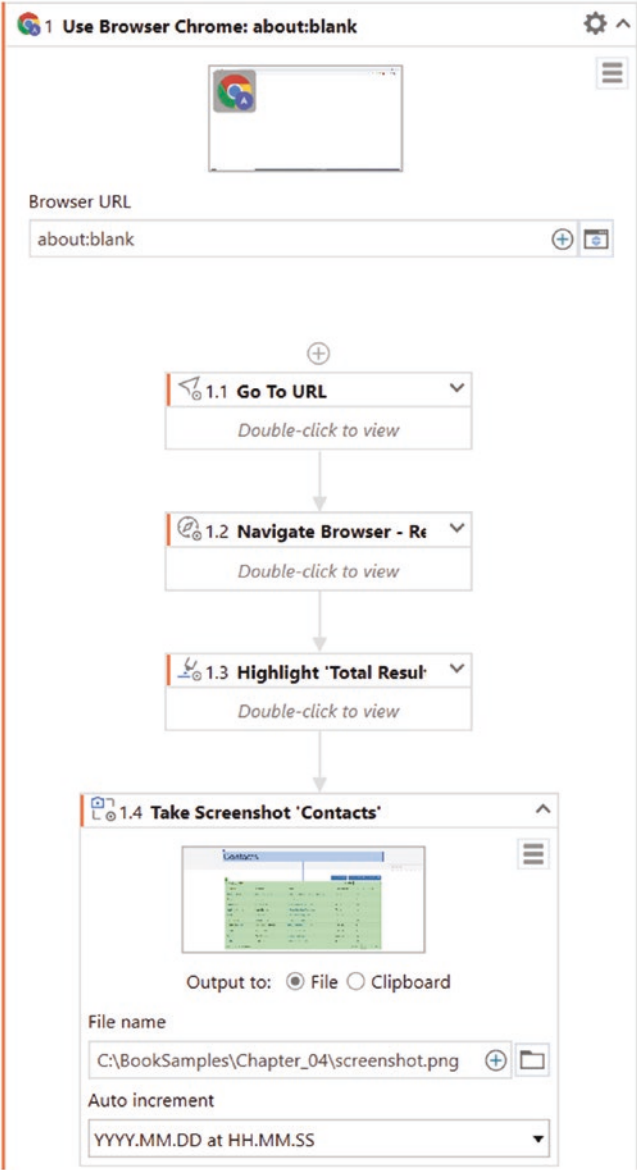 1 Use Browser Chrome: about:blank
Browser URL
about:blank
1.1 Go To URL
Double-click to view
1.2 Navigate Browser - Re
Double-click to view
1.3 Highlight 'Total Resul
Double-click to view
1.4 Take Screenshot 'Contacts'
Contacts
Output to: File Clipboard
File name
C:\BookSamples\Chapter_04\screenshot.png
Auto increment
YYYY.MM.DD at HH.MM.SS